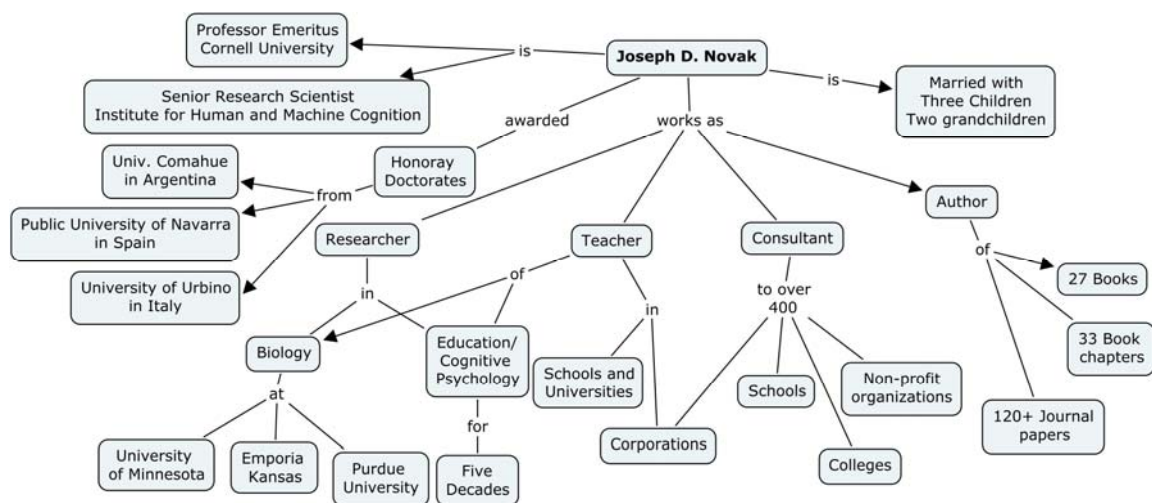 Professor Emeritus
Cornell University
is
Joseph D. Novak
is
Married with
Three Children
Two grandchildren
Senior Research Scientist
Institute for Human and Machine Cognition
awarded
works as
Univ. Comahue
in Argentina
from
Honoray
Doctorates
Author
Public University of Navarra
in Spain
Researcher
Teacher
Consultant
of
University of Urbino
in Italy
in
of
in
to over
400
27 Books
Biology
Education/
Cognitive
Psychology
Schools and
Universities
Schools
Non-profit
organizations
33 Book
chapters
at
for
Corporations
Colleges
120+ Journal
papers
University
of Minnesota
Emporia
Kansas
Purdue
University
Five
Decades